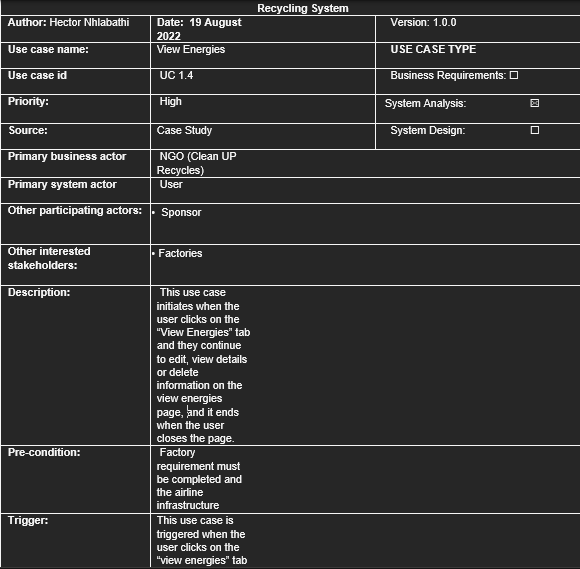 Recycling System
Author: Hector Nhlabathi
Date: 19 August
2022
Version: 1.0.0
Use case name:
View Energies
USE CASE TYPE
Use case id
UC 1.4
Business Requirements: ☐
Priority:
High
System Analysis: ☒
Source:
Case Study
System Design: ☐
Primary business actor
NGO (Clean UP
Recycles)
Primary system actor
User
Other participating actors:
• Sponsor
Other interested
stakeholders:
• Factories
Description:
This use case
initiates when the
user clicks on the
“View Energies” tab
and they continue
to edit, view details
or delete
information on the
view energies
page, and it ends
when the user
closes the page.
Pre-condition:
Factory
requirement must
be completed and
the airline
infrastructure
Trigger:
This use case is
triggered when the
user clicks on the
“view energies” tab